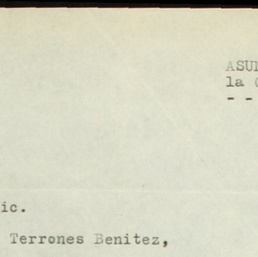 ASU
la
- -
ic.
Terrones Benitez,